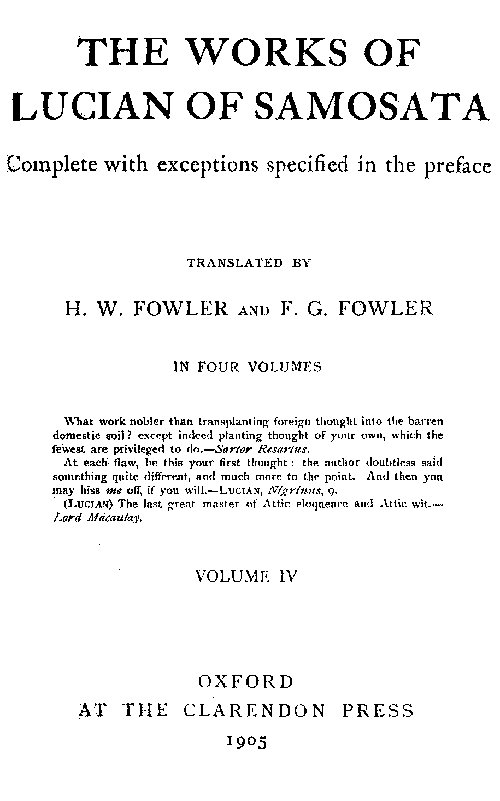 THE WORKS OF
LUCIAN OF SAMOSATA
Complete with exceptions specified in the preface
TRANSLATED BY
H. W. FOWLER AND F. G. FOWLER
IN FOUR VOLUMES
What work nobler than transplanting foreign thought into the barren
domestic soil? except indeed planting thought of your own, which the
fewest are privileged to do.—Sartor Resartus.
At each flaw, be this your first thought: the author doubtless said
something quite different, and much more to the point. And then you
may hiss me off, if you will.—LUCIAN, Nigrinus, 9.
(LUCIAN) The last great master of Attic eloquence and Attic wit.—
Lord Macaulay.
VOLUME IV
OXFORD
AT THE CLARENDON PRESS
1905